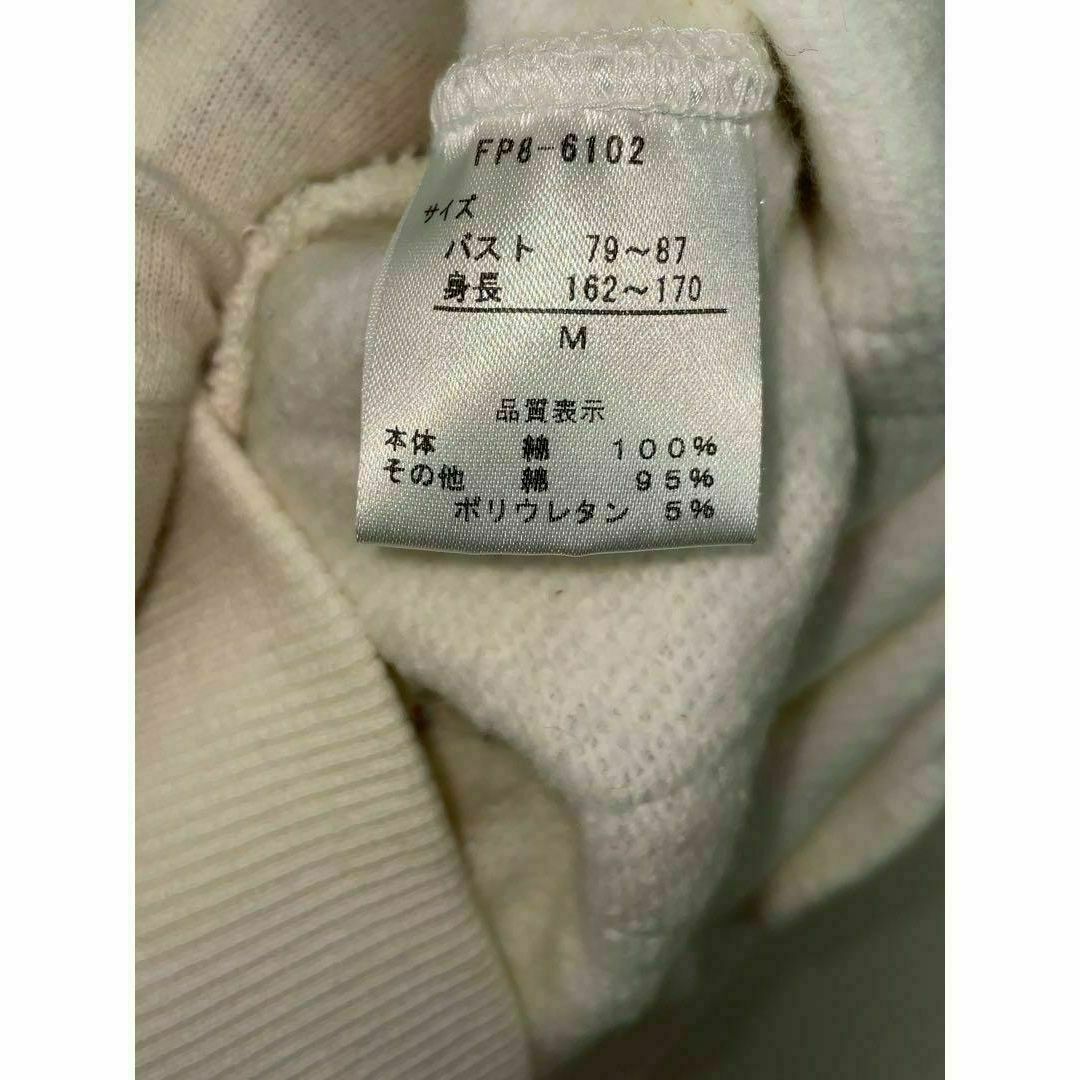 FP8-6102
サイズ
バスト 79～87
身長 162～170
M
品質表示
本体 綿 100%
その他 綿 95%
ポリウレタン 5%